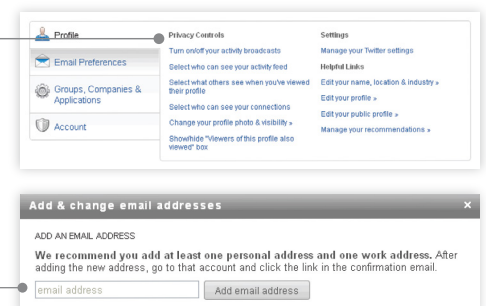 Profile
Email Preferences
Groups, Companies &
Applications
Account
Privacy Controls
Turn on/off your activity broadcasts
Select who can see your activity feed
Select what others see when you've viewed
their profile
Select who can see your connections
Change your profile photo & visibility »
Show/hide "Viewers of this profile also
viewed" box
Settings
Manage your Twitter settings
Helpful Links
Edit your name, location & industry »
Edit your profile »
Edit your public profile »
Manage your recommendations »
Add & change email addresses ×
ADD AN EMAIL ADDRESS
We recommend you add at least one personal address and one work address. After
adding the new address, go to that account and click the link in the confirmation email.
email address Add email address